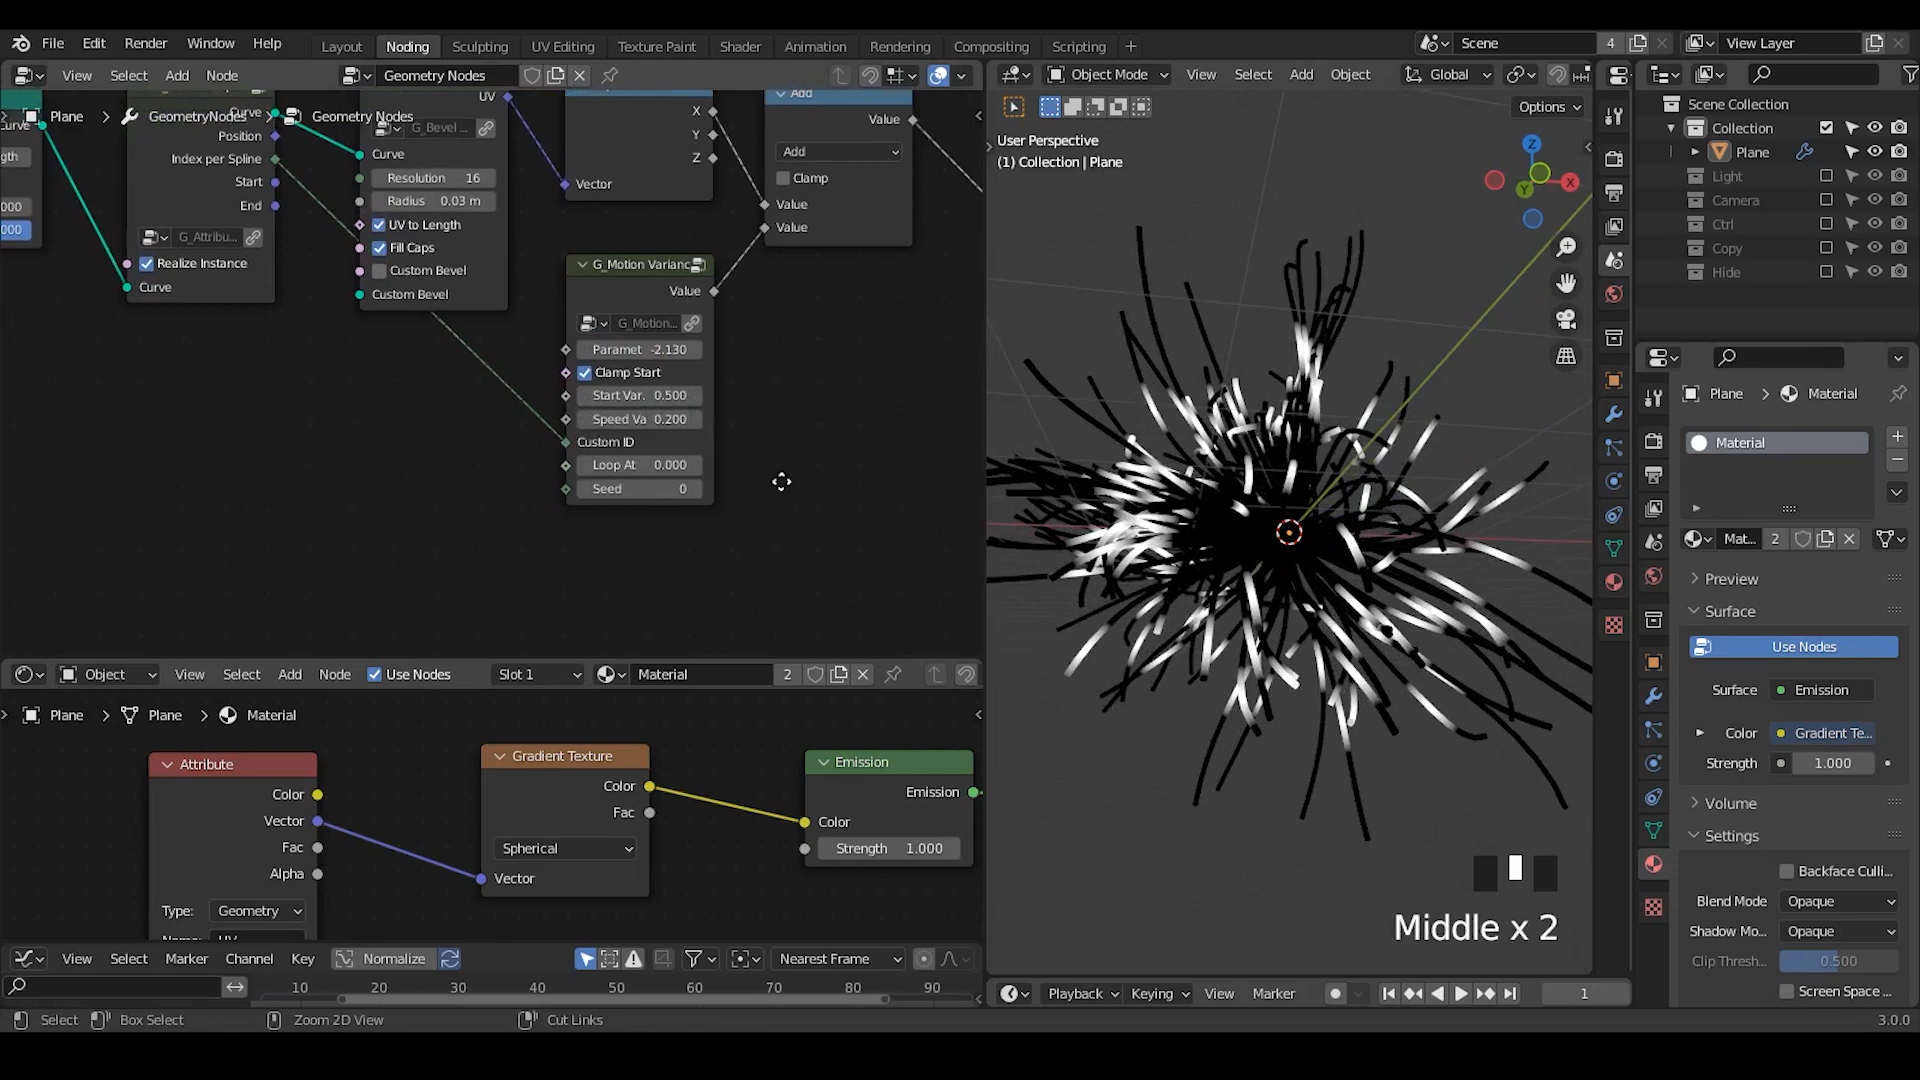 File Edit Render Window Help
Layout Noding Sculpting UV Editing Texture Paint Shader Animation Rendering Compositing Scripting +
Scene 4 View Layer
View Select Add Node Geometry Nodes
Object Mode View Select Add Object Global
Plane > GeometryNodes > Geometry Nodes
Curve
Position
Index per Spline
Start
End
G_Attribu...
Realize Instance
Curve
UV
G_Bevel ...
Curve
Resolution 16
Radius 0.03 m
UV to Length
Fill Caps
Custom Bevel
Custom Bevel
X
Y
Z
Vector
Add
Value
Add
Clamp
Value
Value
G_Motion Varianc
Value
G_Motion...
Paramet -2.130
Clamp Start
Start Var. 0.500
Speed Va 0.200
Custom ID
Loop At 0.000
Seed 0
Options
User Perspective
(1) Collection | Plane
Z
X
Y
Middle x 2
Scene Collection
Collection
Plane
Light
Camera
Ctrl
Copy
Hide
Plane > Material
Material
Mat... 2
Preview
Surface
Use Nodes
Surface Emission
Color Gradient Te...
Strength 1.000
Volume
Settings
Backface Culli...
Blend Mode Opaque
Shadow Mo... Opaque
Clip Thresh... 0.500
Screen Space ...
Object View Select Add Node Use Nodes Slot 1 Material 2
Plane > Plane > Material
Attribute
Color
Vector
Fac
Alpha
Type: Geometry
Gradient Texture
Color
Fac
Spherical
Vector
Emission
Emission
Color
Strength 1.000
View Select Marker Channel Key Normalize Nearest Frame
10 20 30 40 50 60 70 80 90
Playback Keying View Marker 1
Select Box Select Zoom 2D View Cut Links 3.0.0